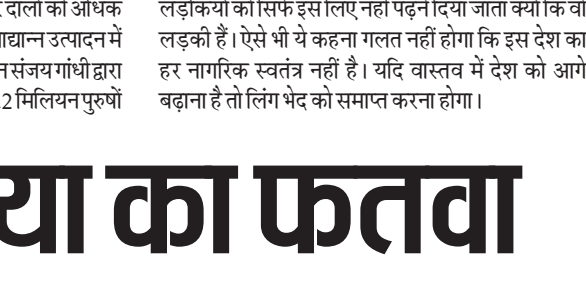 दालों को अधिक
द्यान्न उत्पादन में
न संजय गांधी द्वारा
.2 मिलियन पुरुषों
लड़कियों को सिर्फ इस लिए नहीं पढ़ने दिया जाता क्यों कि वो
लड़की हैं। ऐसे भी ये कहना गलत नहीं होगा कि इस देश का
हर नागरिक स्वतंत्र नहीं है। यदि वास्तव में देश को आगे
बढ़ाना है तो लिंग भेद को समाप्त करना होगा।
या का फतवा